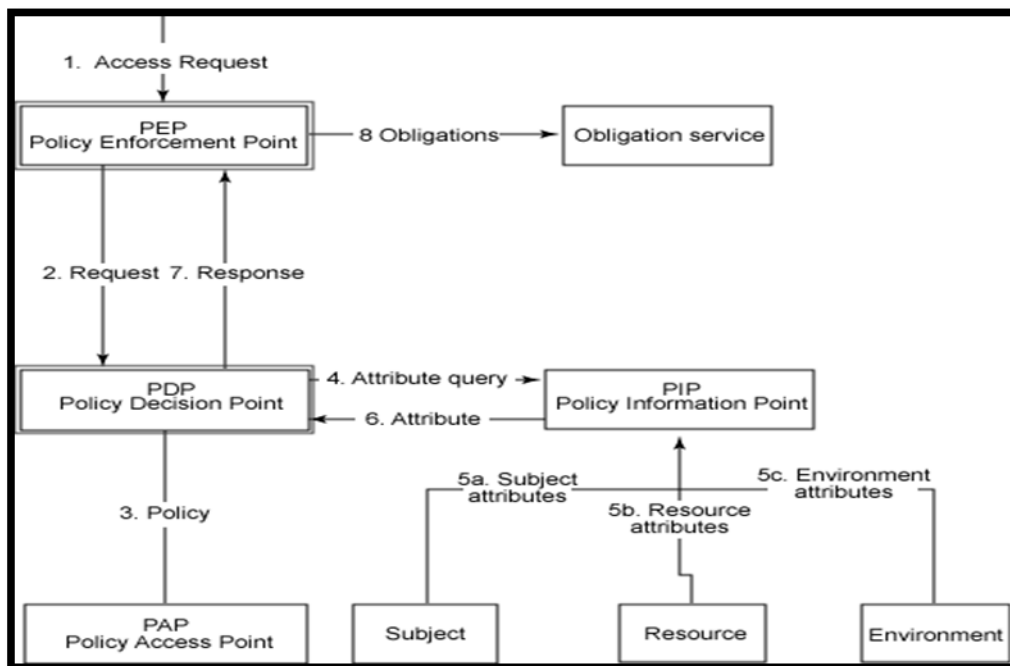 1. Access Request
PEP
Policy Enforcement Point
8 Obligations
Obligation service
2. Request
7. Response
PDP
Policy Decision Point
4. Attribute query
6. Attribute
PIP
Policy Information Point
5a. Subject
attributes
5b. Resource
attributes
5c. Environment
attributes
3. Policy
PAP
Policy Access Point
Subject
Resource
Environment